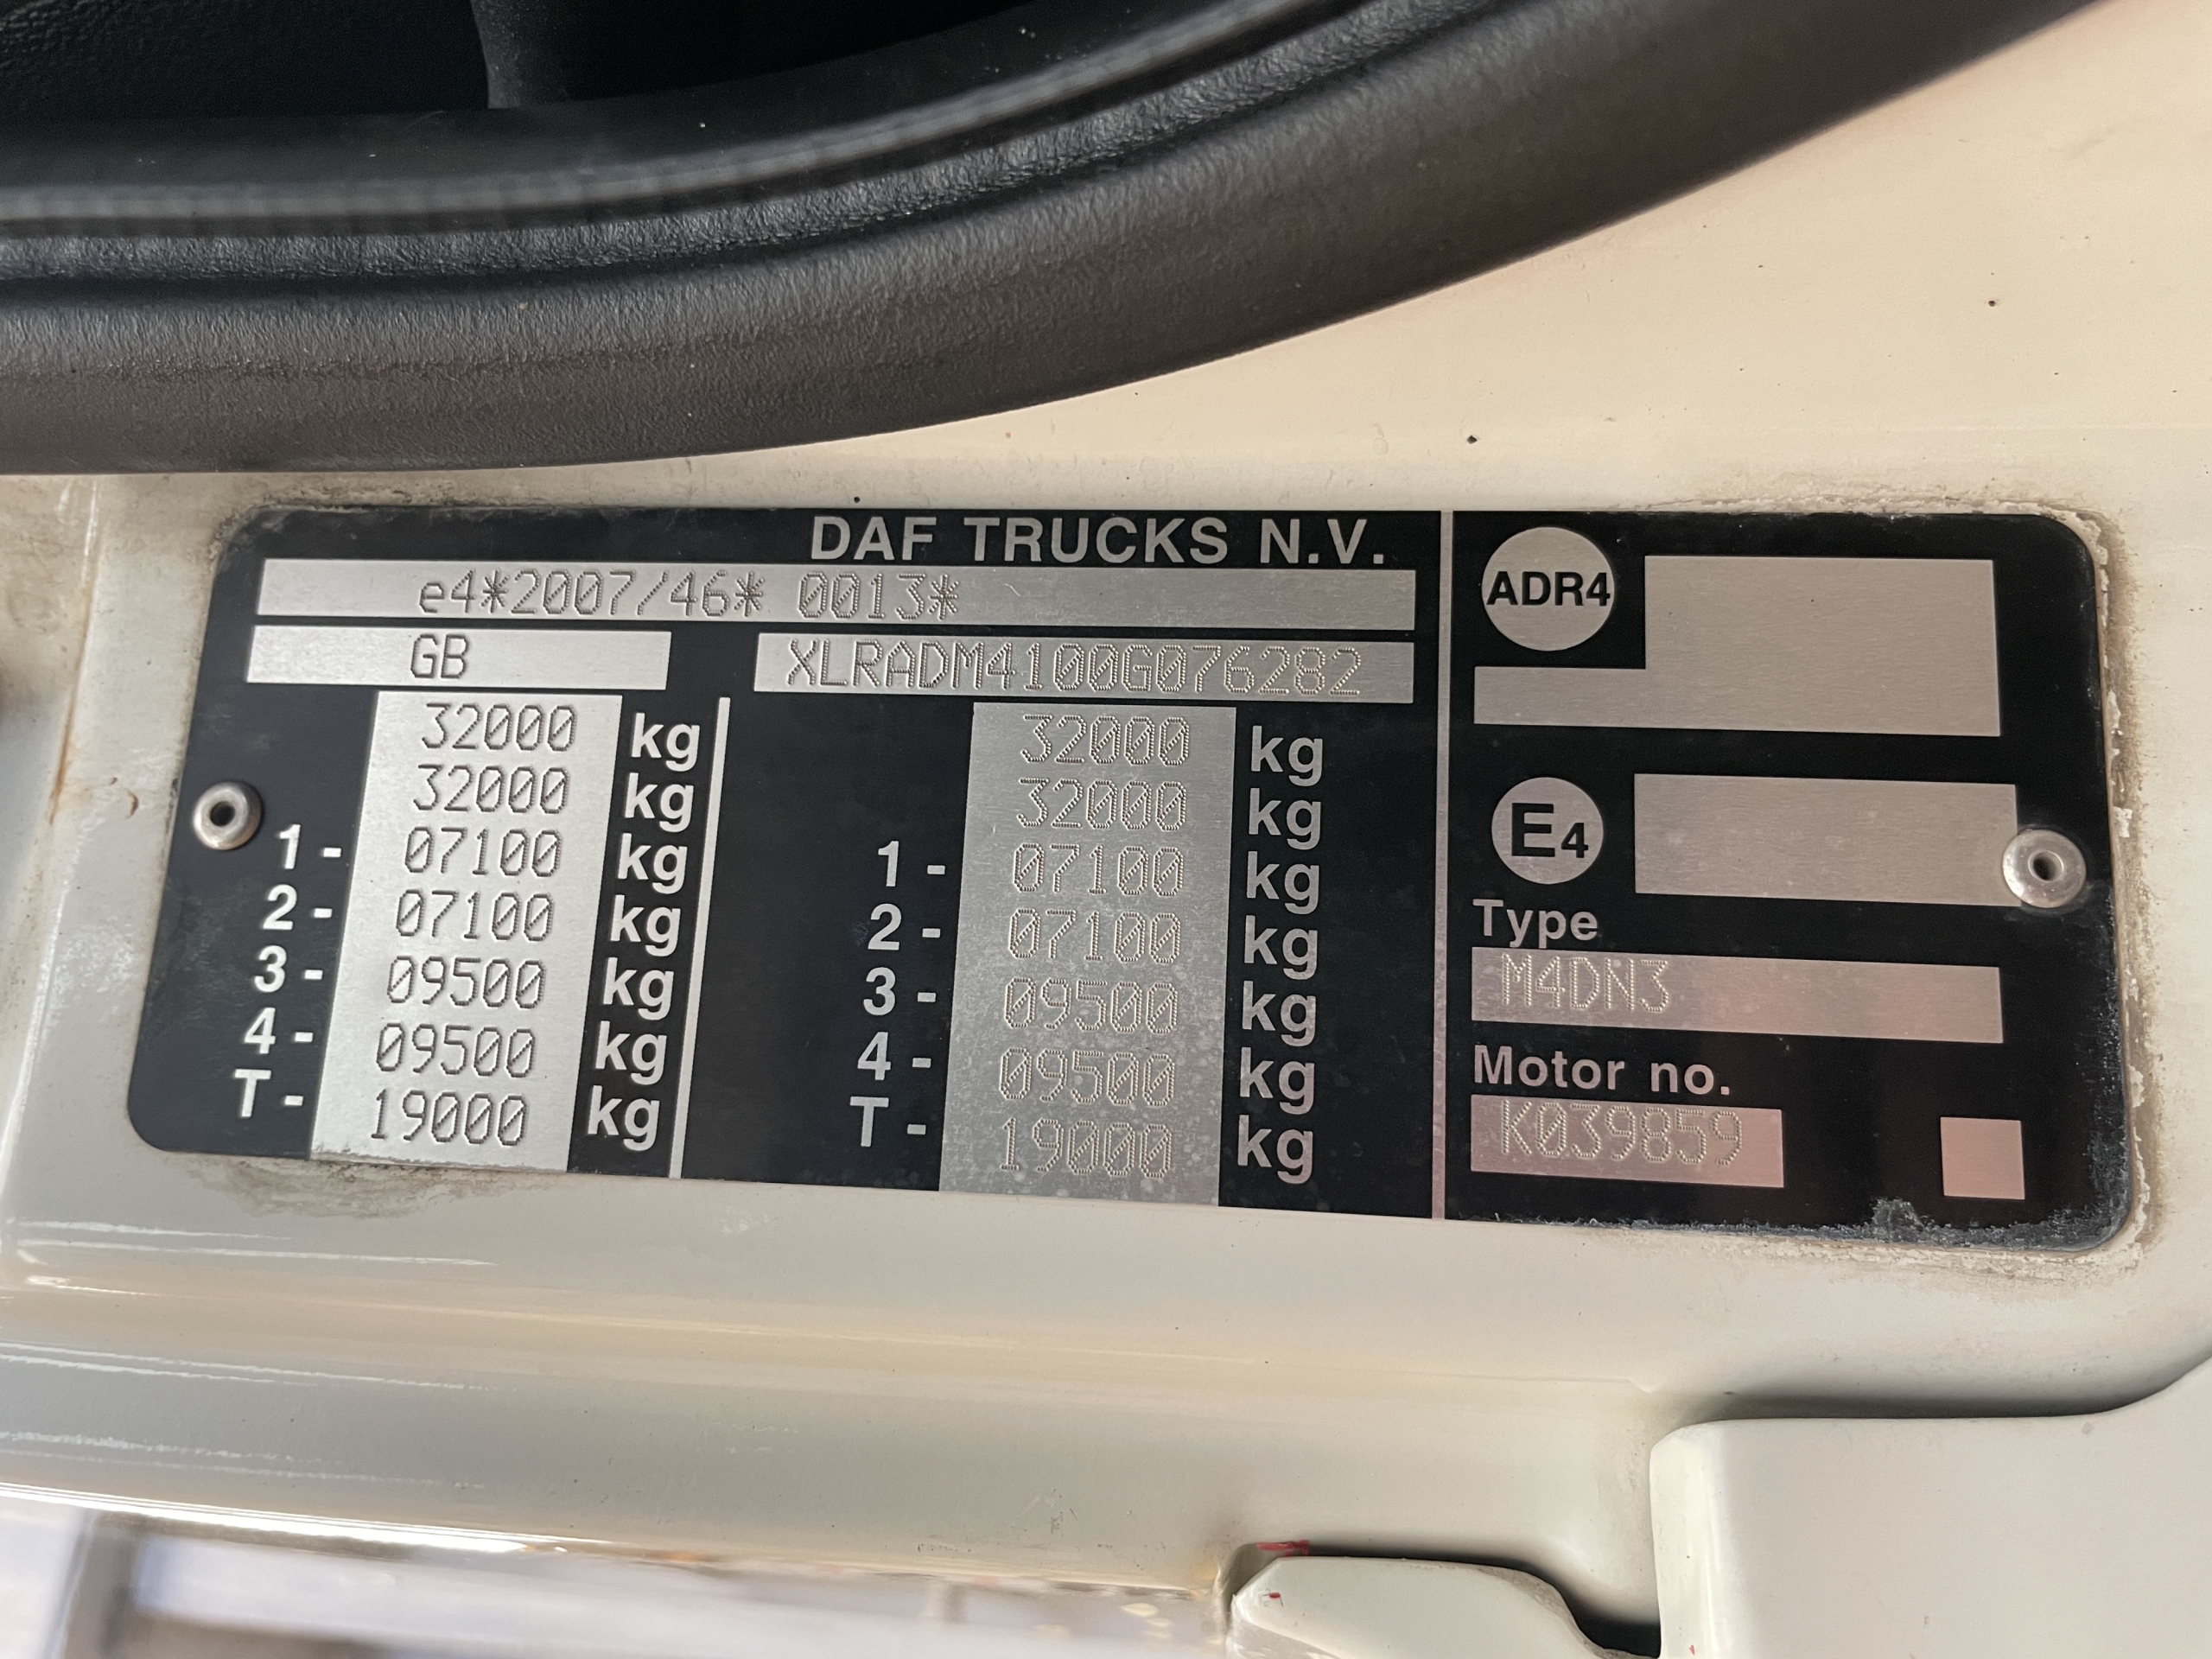 DAF TRUCKS N.V.
e4*2007/46* 0013*
GB
XLRADM4100G076282
32000 kg
32000 kg
1- 07100 kg
2- 07100 kg
3- 09500 kg
4- 09500 kg
T- 19000 kg
32000 kg
32000 kg
1- 07100 kg
2- 07100 kg
3- 09500 kg
4- 09500 kg
T- 19000 kg
ADR4
E4
Type
M4DN3
Motor no.
K039859